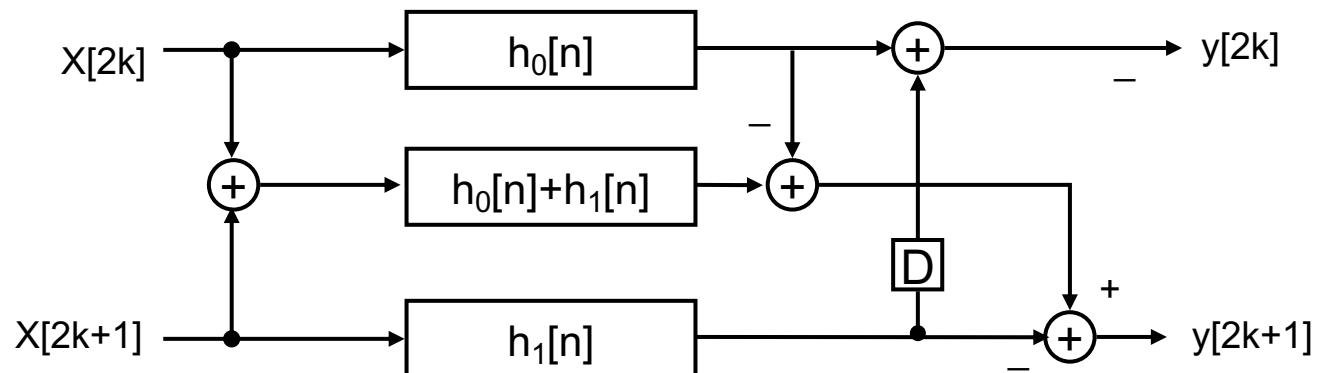 X[2k]
h₀[n]
+
–
y[2k]
–
+
h₀[n]+h₁[n]
+
D
+
X[2k+1]
h₁[n]
+
–
y[2k+1]